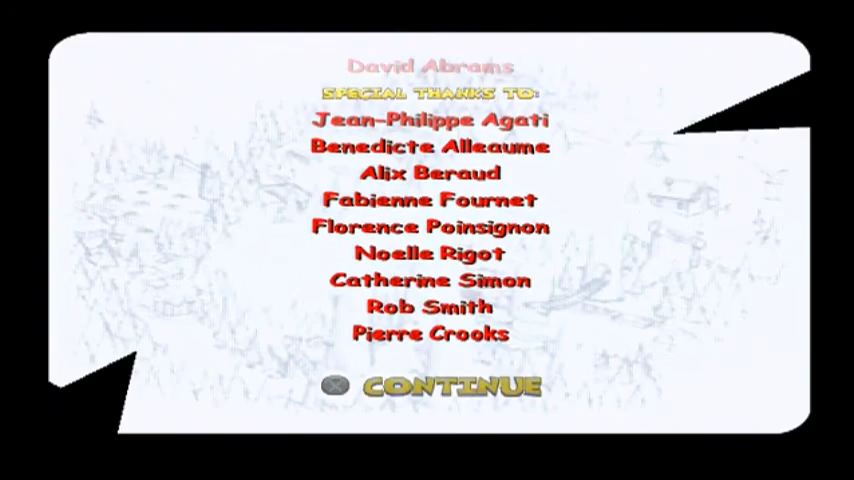 David Abrams
SPECIAL THANKS TO:
Jean-Philippe Agati
Benedicte Alleaume
Alix Beraud
Fabienne Fournet
Florence Poinsignon
Noelle Rigot
Catherine Simon
Rob Smith
Pierre Crooks
CONTINUE